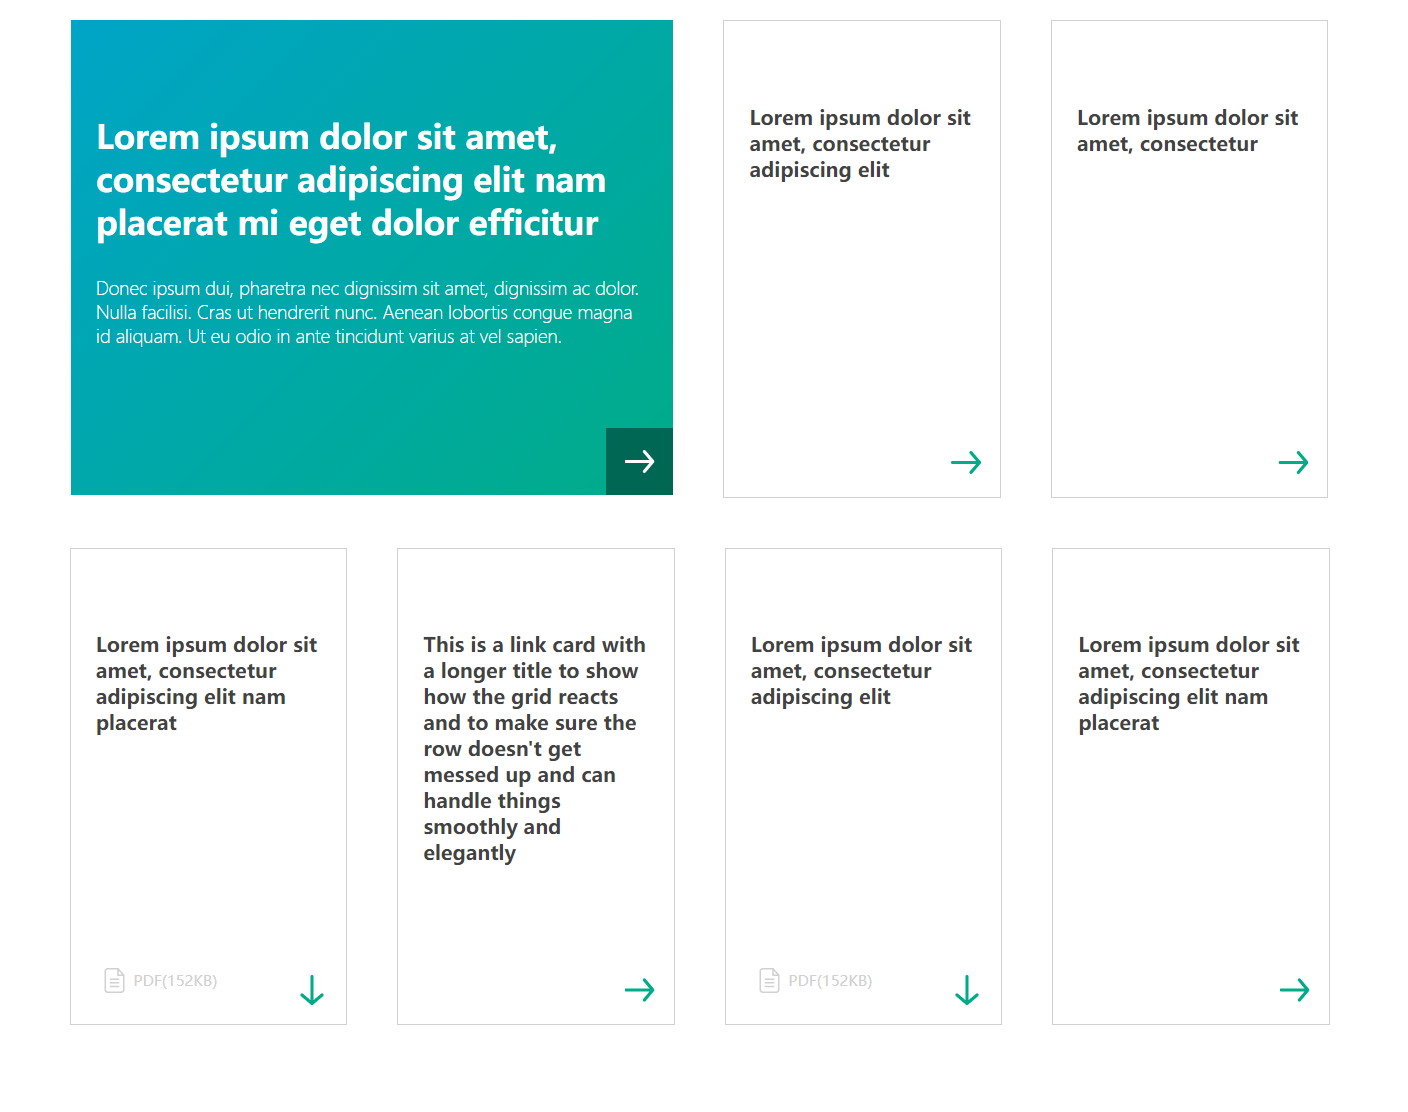 Lorem ipsum dolor sit amet,
consectetur adipiscing elit nam
placerat mi eget dolor efficitur
Donec ipsum dui, pharetra nec dignissim sit amet, dignissim ac dolor.
Nulla facilisi. Cras ut hendrerit nunc. Aenean lobortis congue magna
id aliquam. Ut eu odio in ante tincidunt varius at vel sapien.
Lorem ipsum dolor sit
amet, consectetur
adipiscing elit
Lorem ipsum dolor sit
amet, consectetur
Lorem ipsum dolor sit
amet, consectetur
adipiscing elit nam
placerat
PDF(152KB)
This is a link card with
a longer title to show
how the grid reacts
and to make sure the
row doesn't get
messed up and can
handle things
smoothly and
elegantly
Lorem ipsum dolor sit
amet, consectetur
adipiscing elit
PDF(152KB)
Lorem ipsum dolor sit
amet, consectetur
adipiscing elit nam
placerat